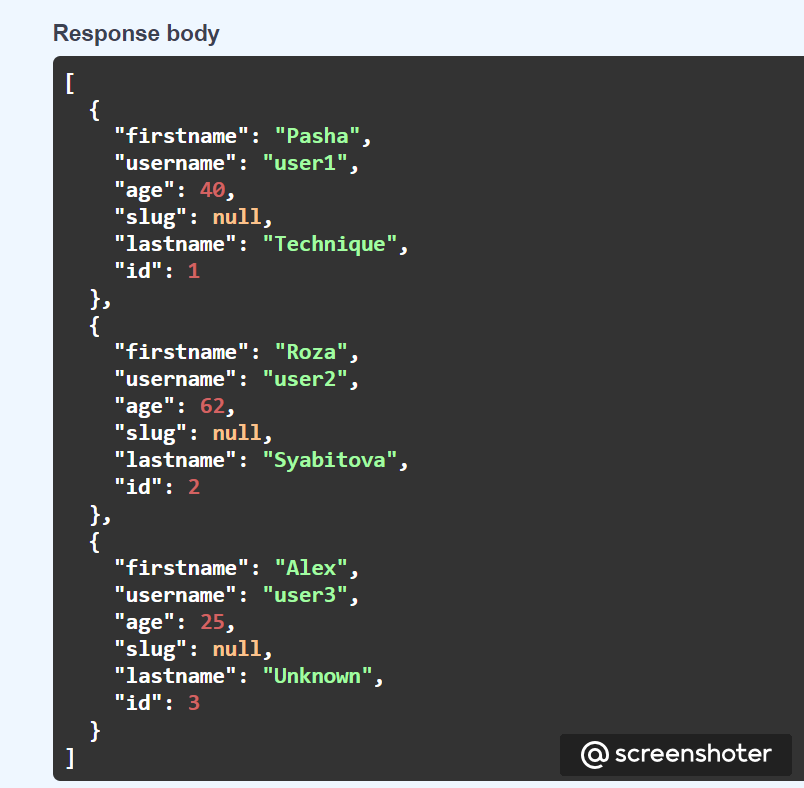 Response body
[
  {
    "firstname": "Pasha",
    "username": "user1",
    "age": 40,
    "slug": null,
    "lastname": "Technique",
    "id": 1
  },
  {
    "firstname": "Roza",
    "username": "user2",
    "age": 62,
    "slug": null,
    "lastname": "Syabitova",
    "id": 2
  },
  {
    "firstname": "Alex",
    "username": "user3",
    "age": 25,
    "slug": null,
    "lastname": "Unknown",
    "id": 3
  }
]
@screenshoter